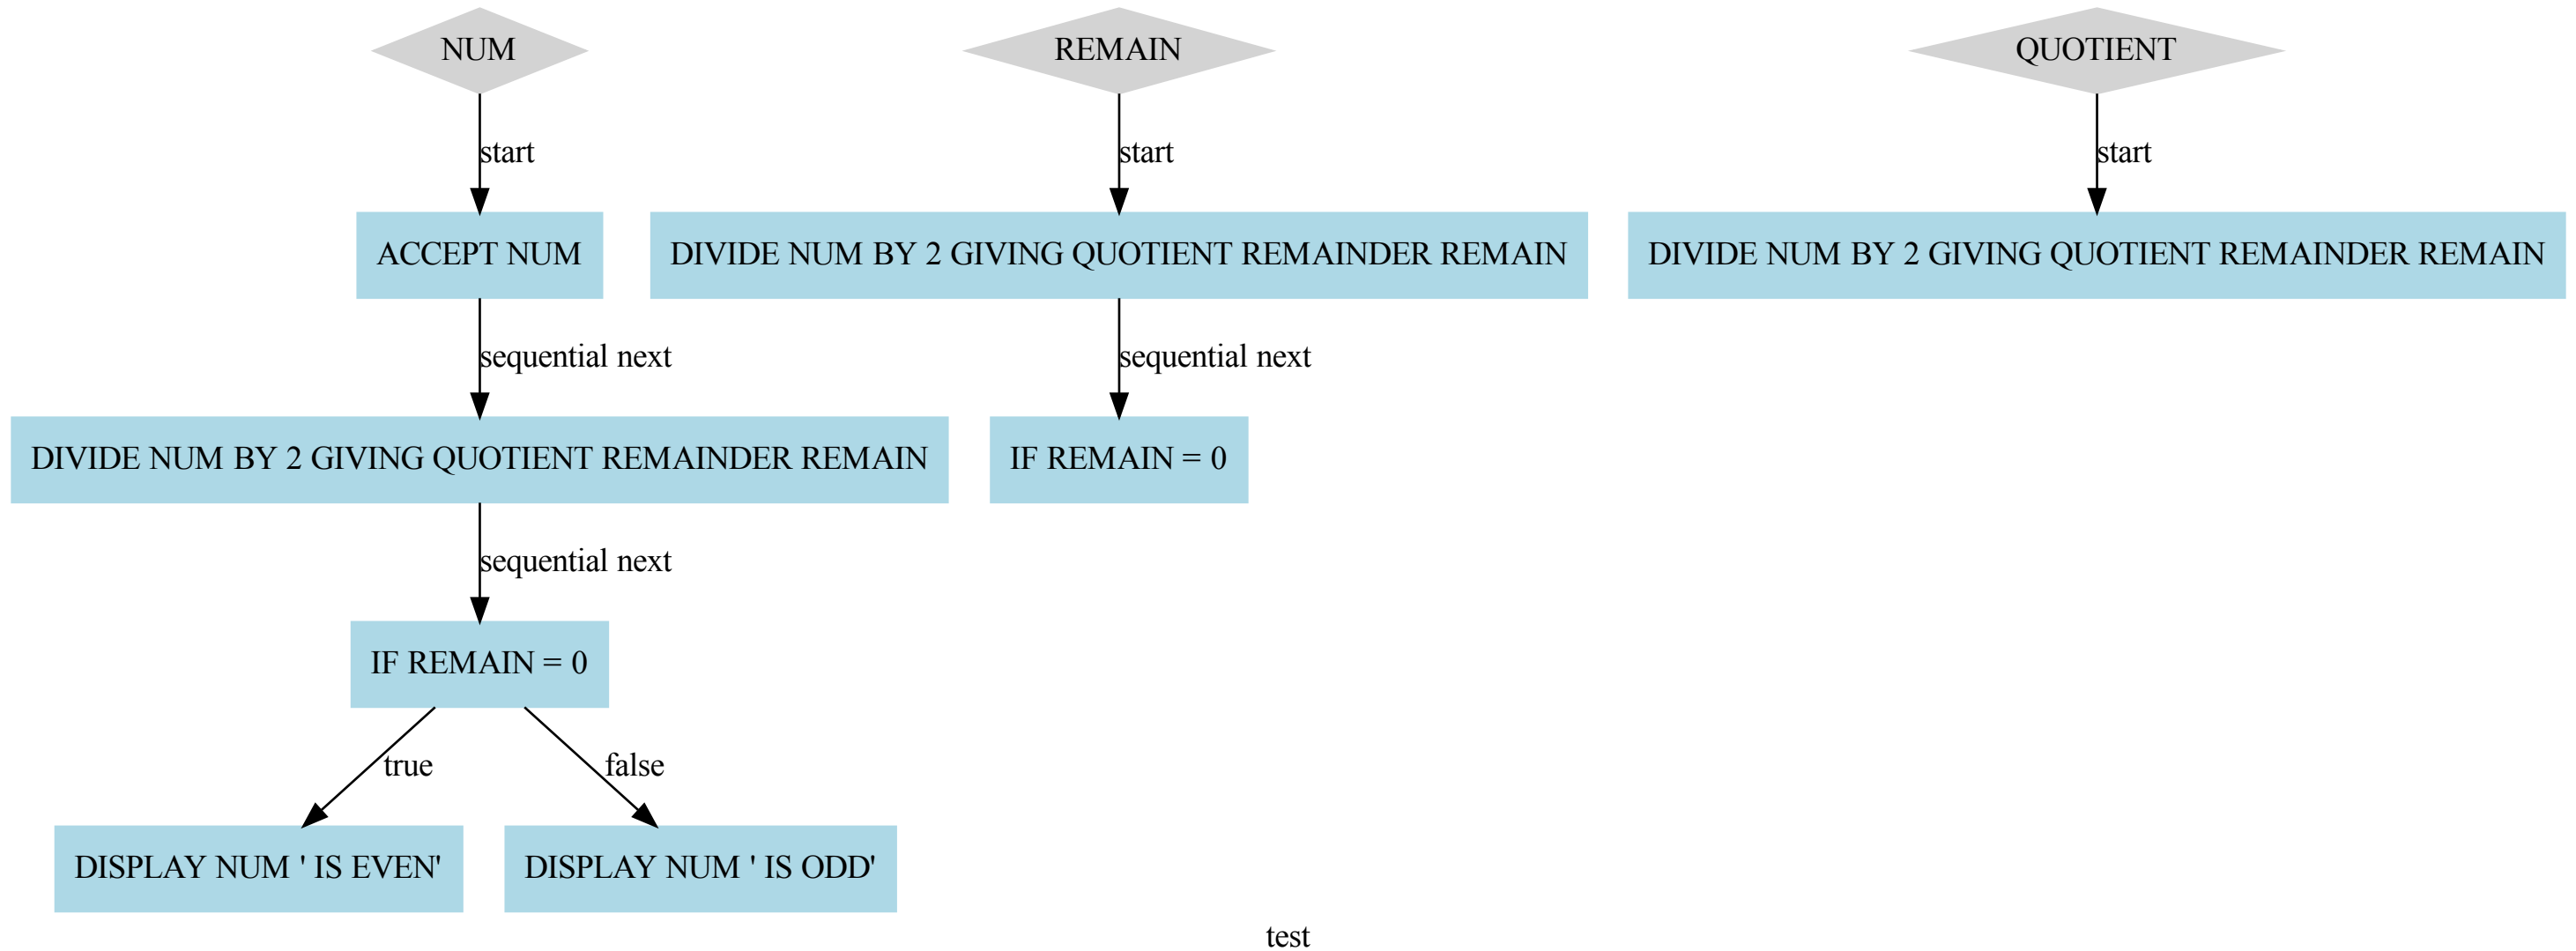 NUM
REMAIN
QUOTIENT
start
start
start
ACCEPT NUM
DIVIDE NUM BY 2 GIVING QUOTIENT REMAINDER REMAIN
DIVIDE NUM BY 2 GIVING QUOTIENT REMAINDER REMAIN
sequential next
sequential next
DIVIDE NUM BY 2 GIVING QUOTIENT REMAINDER REMAIN
IF REMAIN = 0
sequential next
IF REMAIN = 0
true
false
DISPLAY NUM ' IS EVEN'
DISPLAY NUM ' IS ODD'
test